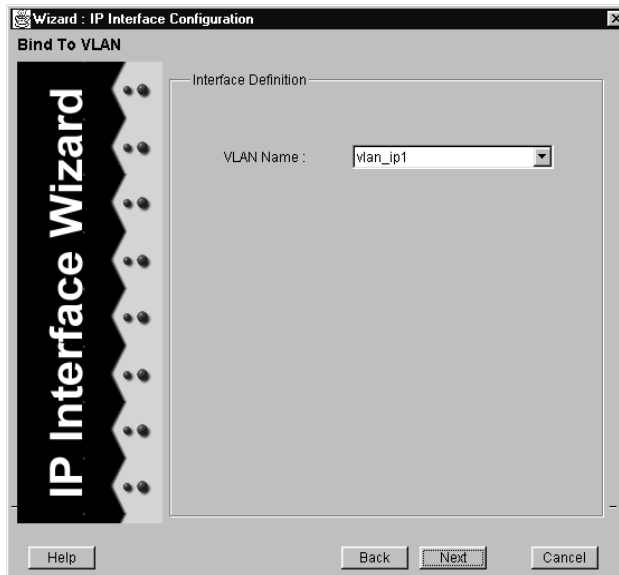 Wizard : IP Interface Configuration
Bind To VLAN
IP Interface Wizard
Interface Definition
VLAN Name :
vlan_ip1
Help
Back
Next
Cancel